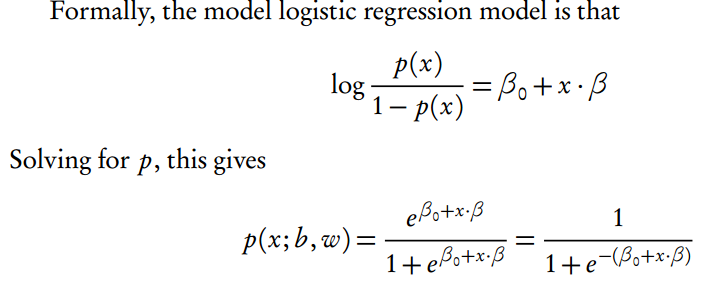 Formally, the model logistic regression model is that
log p(x) / 1 − p(x) = β₀ + x · β
Solving for p, this gives
p(x; b, w) = e^{β₀+x·β} / 1 + e^{β₀+x·β} = 1 / 1 + e^{−(β₀+x·β)}